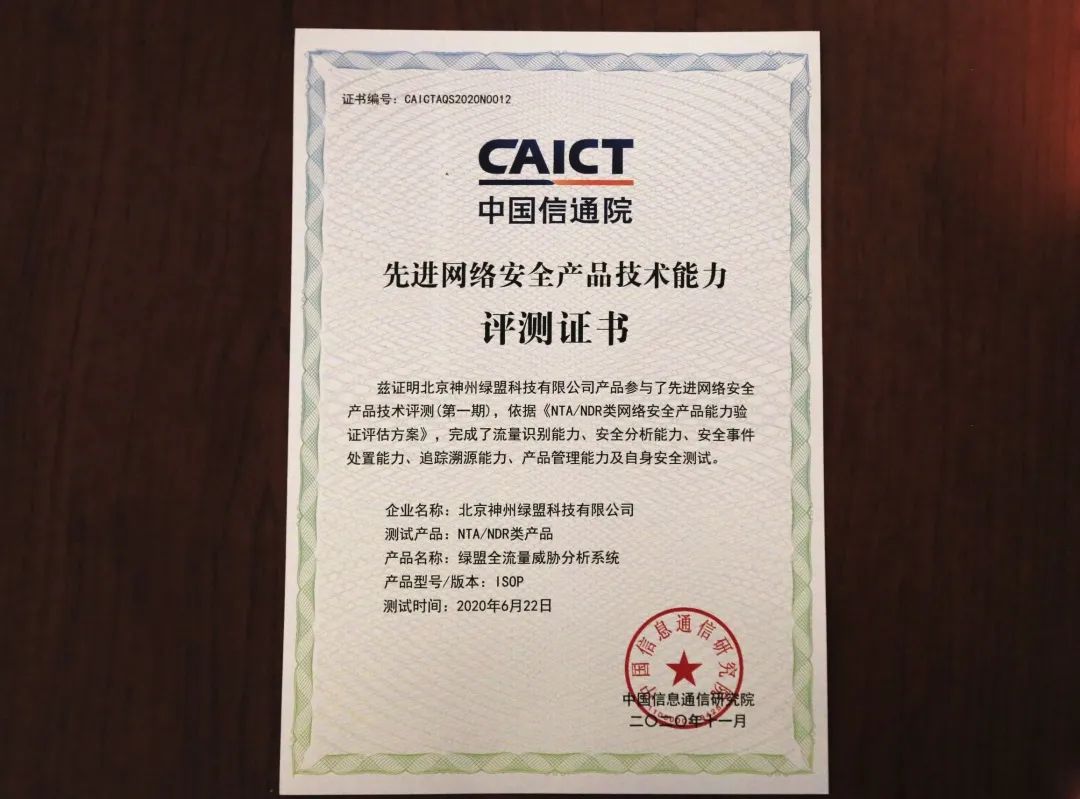 证书编号：CAICTAQS2020N0012
CAICT
中国信通院
先进网络安全产品技术能力
评测证书
兹证明北京神州绿盟科技有限公司产品参与了先进网络安全
产品技术评测(第一期)，依据《NTA/NDR类网络安全产品能力验
证评估方案》，完成了流量识别能力、安全分析能力、安全事件
处置能力、追踪溯源能力、产品管理能力及自身安全测试。
企业名称：北京神州绿盟科技有限公司
测试产品：NTA/NDR类产品
产品名称：绿盟全流量威胁分析系统
产品型号/版本：ISOP
测试时间：2020年6月22日
中国信息通信研究院
中国信息通信研究院
二〇二〇年十一月